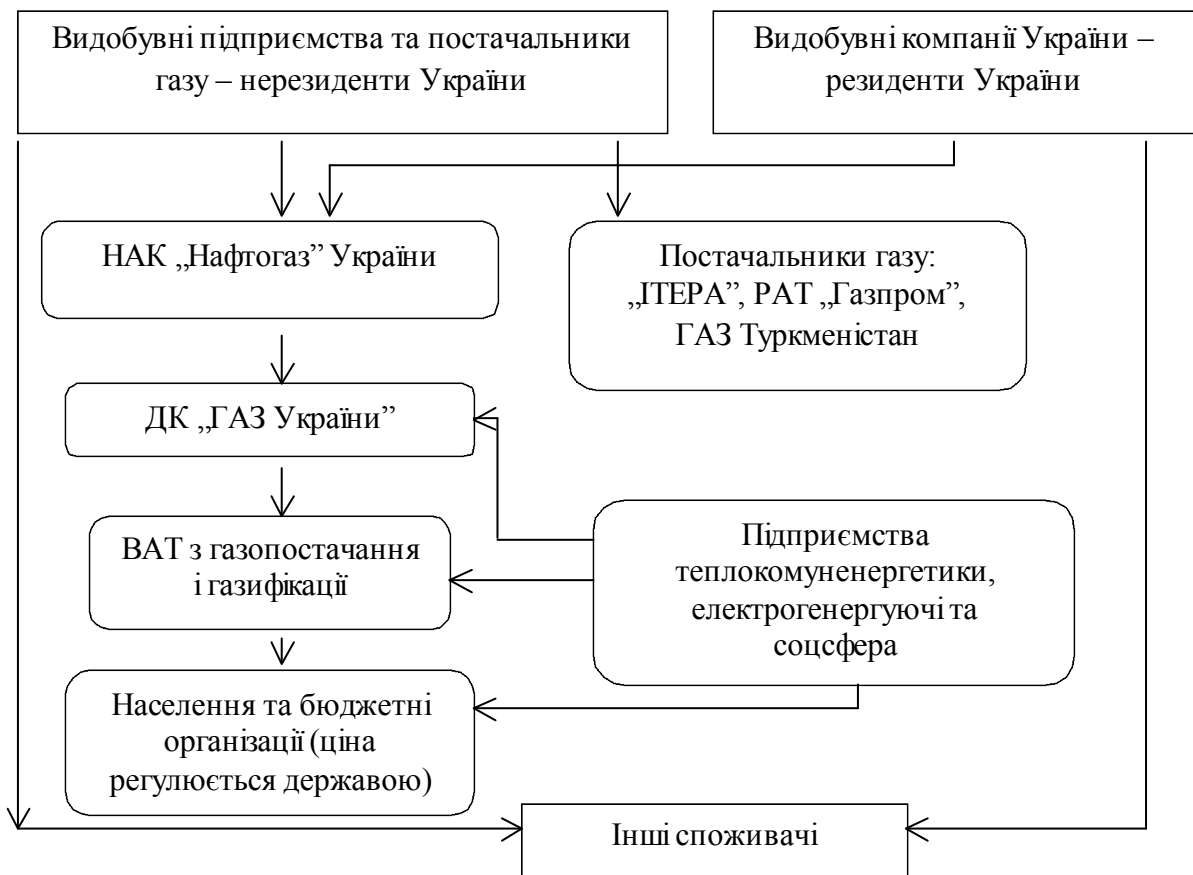 Видобувні підприємства та постачальники
газу – нерезиденти України
Видобувні компанії України –
резиденти України
НАК „Нафтогаз” України
Постачальники газу:
„ІТЕРА”, РАТ „Газпром”,
ГАЗ Туркменістан
ДК „ГАЗ України”
ВАТ з газопостачання
і газифікації
Підприємства
теплокомуненергетики,
електрогенергуючі та
соцсфера
Населення та бюджетні
організації (ціна
регулюється державою)
Інші споживачі